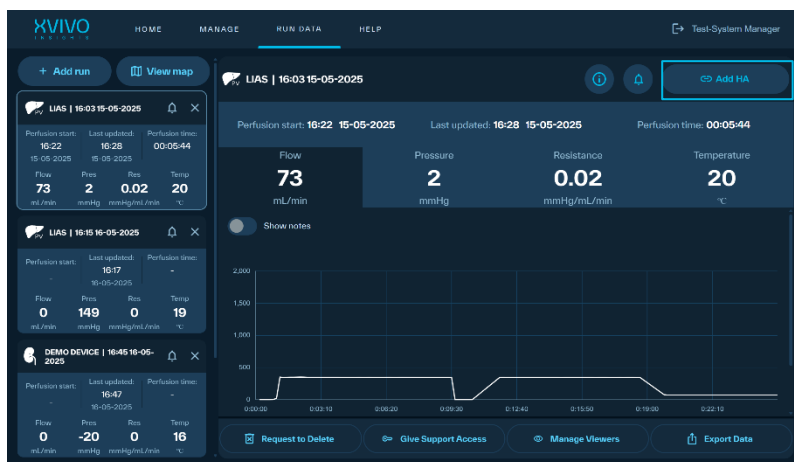 XVIVO
INSIGHTS
HOME
MANAGE
RUN DATA
HELP
Test-System Manager
+ Add run
View map
PV
LIAS | 16:03 15-05-2025
Perfusion start: Last updated: Perfusion time:
16:22 16:28 00:05:44
15-05-2025 15-05-2025
Flow Pres Res Temp
73 2 0.02 20
mL/min mmHg mmHg/mL/min °C
PV
LIAS | 16:15 16-05-2025
Perfusion start: Last updated: Perfusion time:
- 16:17 -
16-05-2025
Flow Pres Res Temp
0 149 0 19
mL/min mmHg mmHg/mL/min °C
DEMO DEVICE | 16:45 16-05-
2025
Perfusion start: Last updated: Perfusion time:
- 16:47 -
16-05-2025
Flow Pres Res Temp
0 -20 0 16
mL/min mmHg mmHg/mL/min °C
PV
LIAS | 16:03 15-05-2025
Add HA
Perfusion start: 16:22 15-05-2025 Last updated: 16:28 15-05-2025 Perfusion time: 00:05:44
Flow Pressure Resistance Temperature
73 2 0.02 20
mL/min mmHg mmHg/mL/min °C
Show notes
2,000
1,500
1,000
500
0
0:00:00 0:03:10 0:06:20 0:09:30 0:12:40 0:15:50 0:19:00 0:22:10
Request to Delete
Give Support Access
Manage Viewers
Export Data